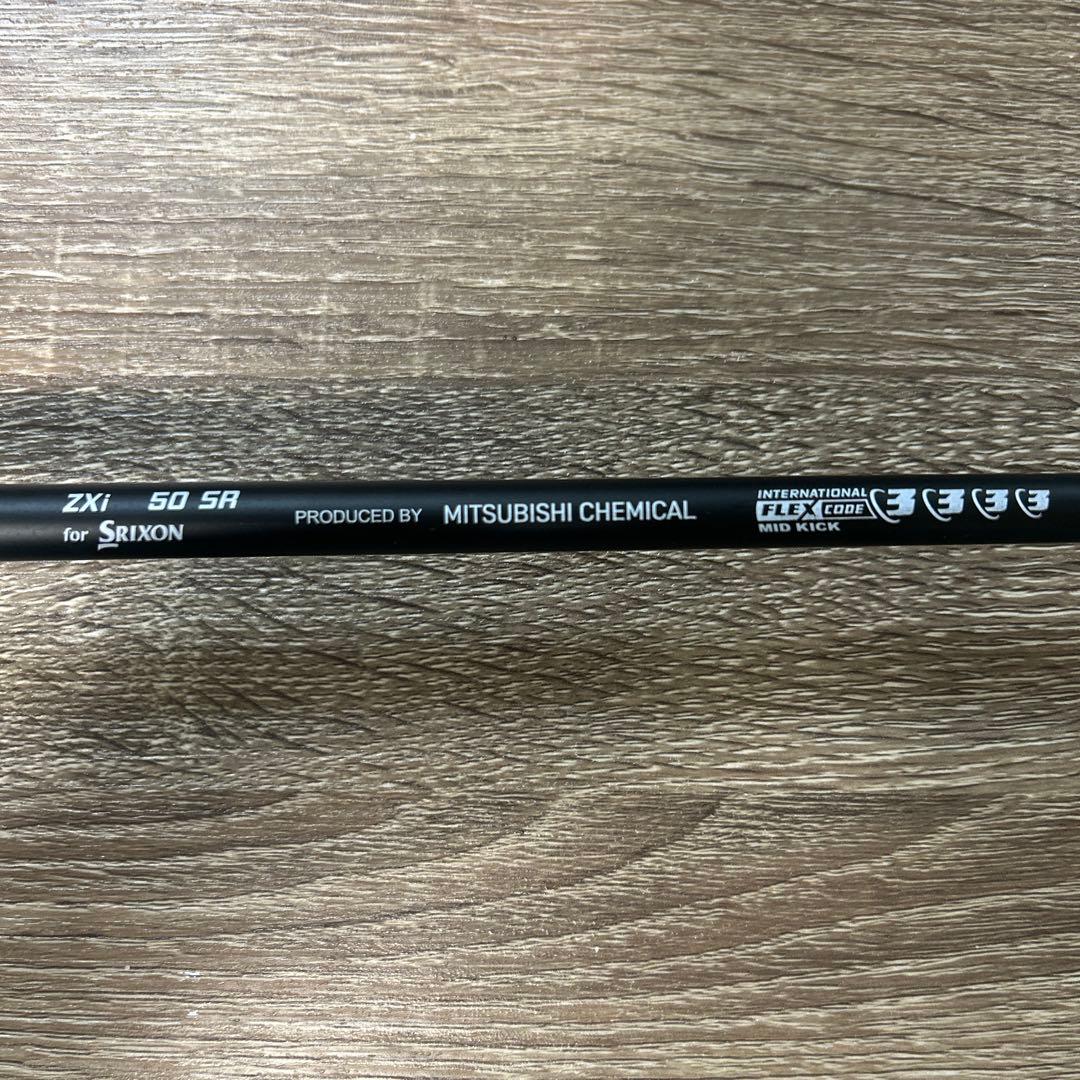 ZXi 50 SR
for SRIXON
PRODUCED BY MITSUBISHI CHEMICAL
INTERNATIONAL
FLEX CODE 3 3 3 3
MID KICK